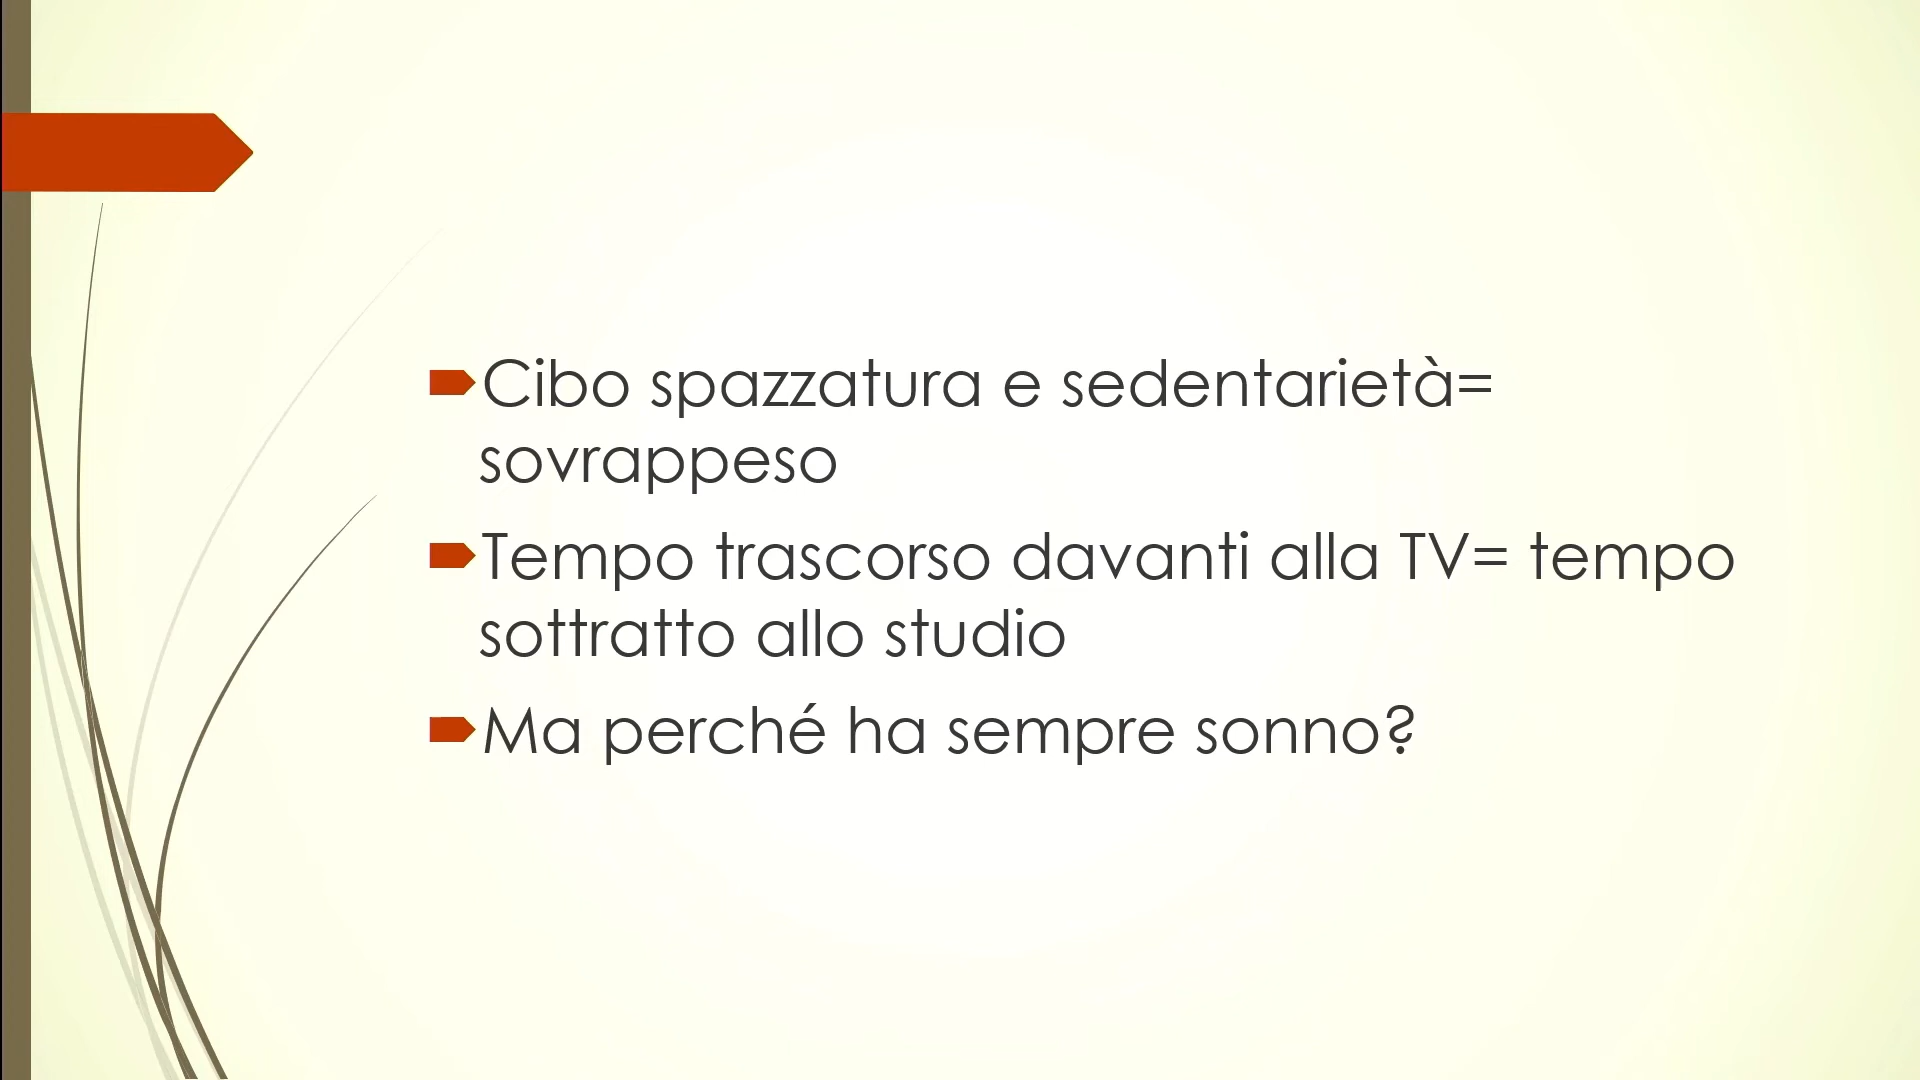 Cibo spazzatura e sedentarietà=
sovrappeso
Tempo trascorso davanti alla TV= tempo
sottratto allo studio
Ma perché ha sempre sonno?